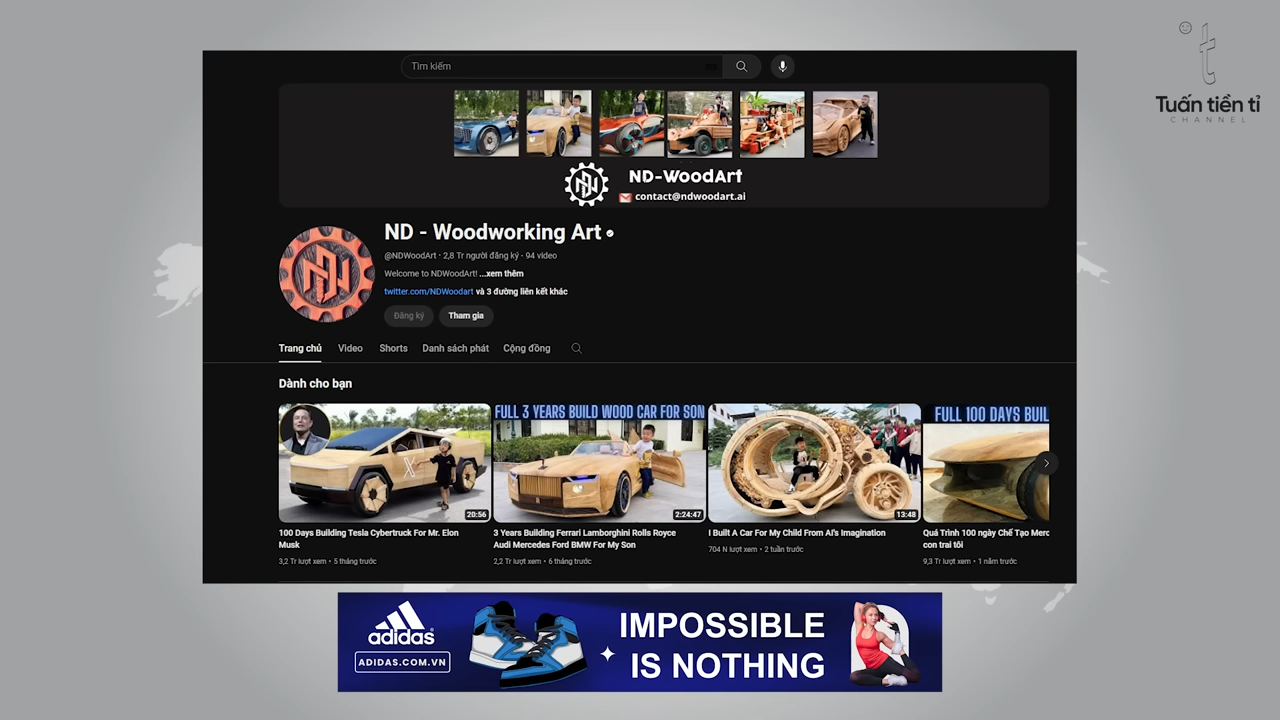 Tìm kiếm
Tuấn tiền tỉ
CHANNEL
ND-WoodArt
contact@ndwoodart.ai
ND - Woodworking Art
@NDWoodArt · 2,8 Tr người đăng ký · 94 video
Welcome to NDWoodArt! ...xem thêm
twitter.com/NDWoodart và 3 đường liên kết khác
Đăng ký Tham gia
Trang chủ Video Shorts Danh sách phát Cộng đồng
Dành cho bạn
X
20:56
100 Days Building Tesla Cybertruck For Mr. Elon
Musk
3,2 Tr lượt xem • 5 tháng trước
FULL 3 YEARS BUILD WOOD CAR FOR SON
2:24:47
3 Years Building Ferrari Lamborghini Rolls Royce
Audi Mercedes Ford BMW For My Son
2,2 Tr lượt xem • 6 tháng trước
13:48
I Built A Car For My Child From AI's Imagination
704 N lượt xem • 2 tuần trước
FULL 100 DAYS BUIL
Quá Trình 100 ngày Chế Tạo Merc
con trai tôi
9,3 Tr lượt xem • 1 năm trước
adidas
ADIDAS.COM.VN
IMPOSSIBLE
IS NOTHING